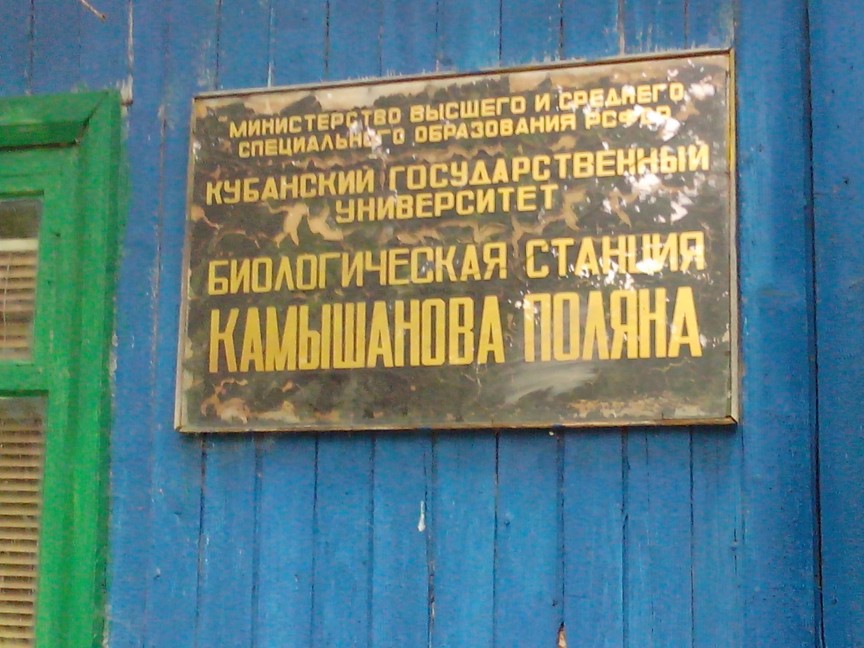 МИНИСТЕРСТВО ВЫСШЕГО И СРЕДНЕГО
СПЕЦИАЛЬНОГО ОБРАЗОВАНИЯ РСФСР
КУБАНСКИЙ ГОСУДАРСТВЕННЫЙ
УНИВЕРСИТЕТ
БИОЛОГИЧЕСКАЯ СТАНЦИЯ
КАМЫШАНОВА ПОЛЯНА